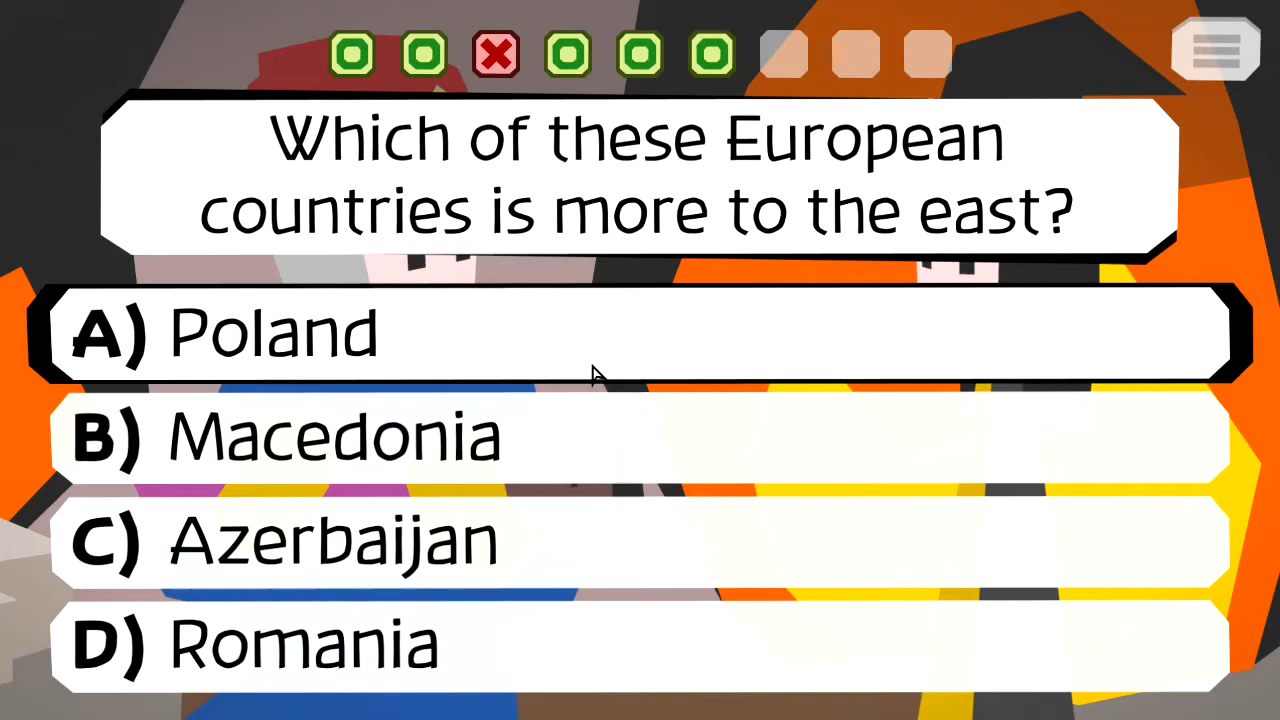 Which of these European
countries is more to the east?
A) Poland
B) Macedonia
C) Azerbaijan
D) Romania